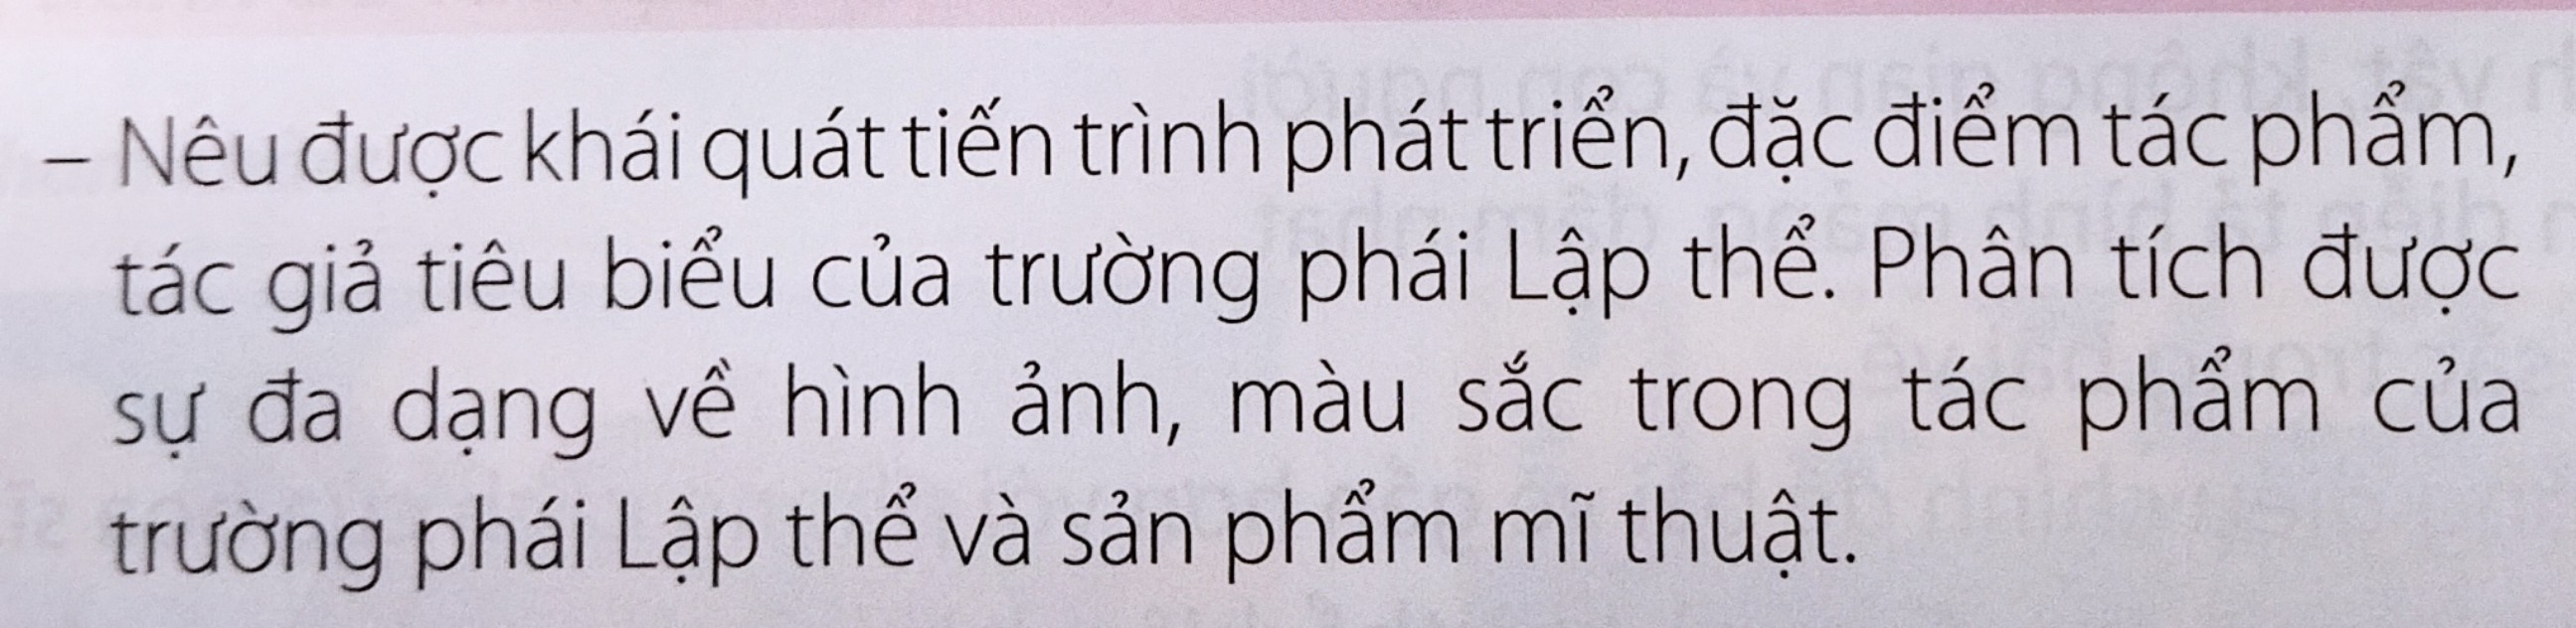 – Nêu được khái quát tiến trình phát triển, đặc điểm tác phẩm,
tác giả tiêu biểu của trường phái Lập thể. Phân tích được
sự đa dạng về hình ảnh, màu sắc trong tác phẩm của
trường phái Lập thể và sản phẩm mĩ thuật.